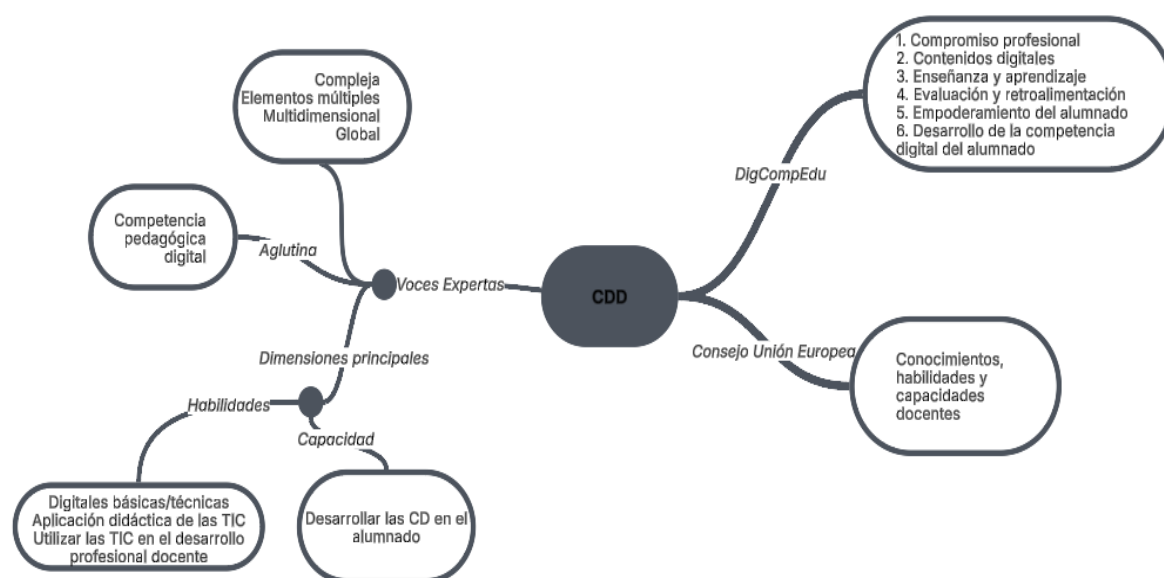 Compleja
Elementos múltiples
Multidimensional
Global
Competencia
pedagógica
digital
Aglutina
Voces Expertas
Dimensiones principales
Habilidades
Capacidad
Digitales básicas/técnicas
Aplicación didáctica de las TIC
Utilizar las TIC en el desarrollo
profesional docente
Desarrollar las CD en el
alumnado
CDD
DigCompEdu
1. Compromiso profesional
2. Contenidos digitales
3. Enseñanza y aprendizaje
4. Evaluación y retroalimentación
5. Empoderamiento del alumnado
6. Desarrollo de la competencia
digital del alumnado
Consejo Unión Europea
Conocimientos,
habilidades y
capacidades
docentes